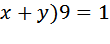 x + y)9 = 1